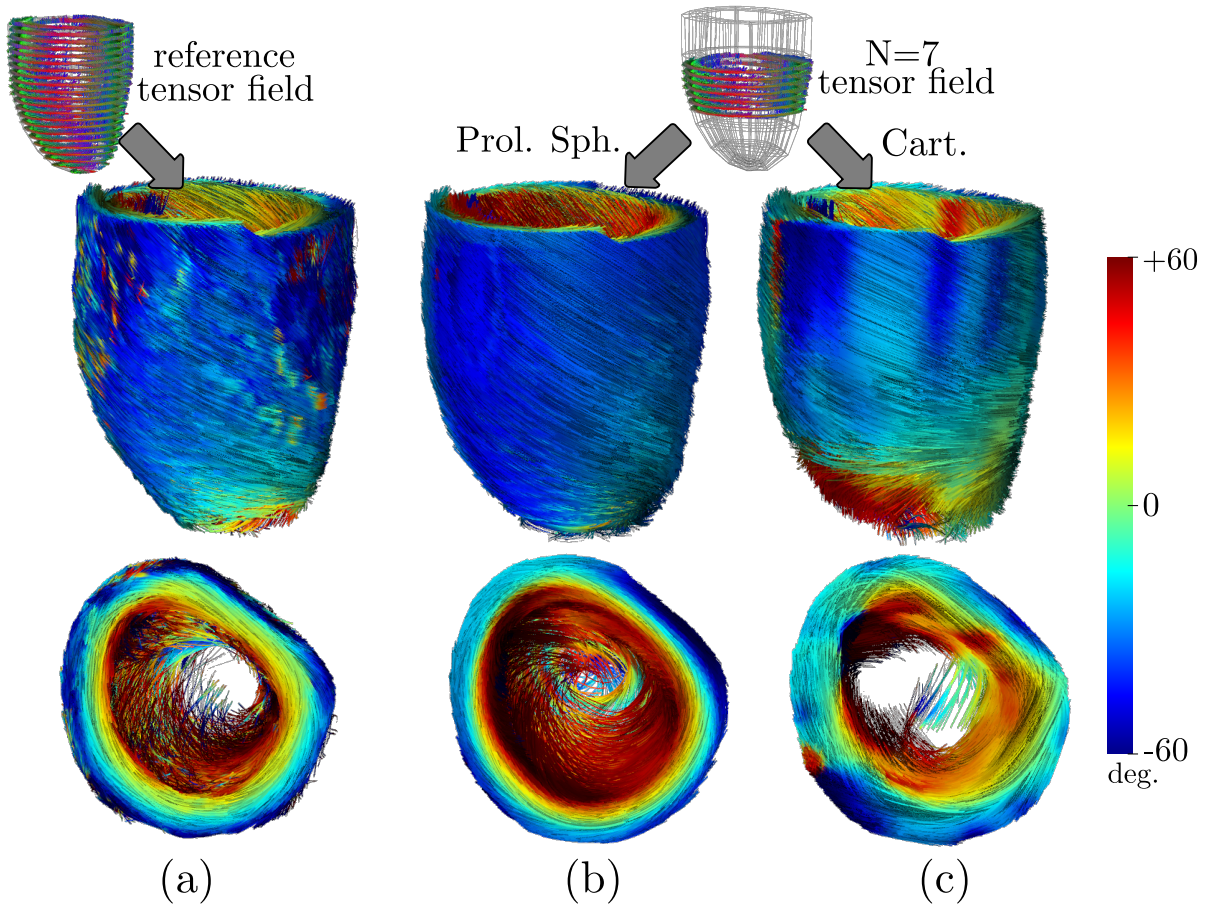 reference
tensor field
N=7
tensor field
Prol. Sph.
Cart.
+60
0
-60
deg.
(a)
(b)
(c)